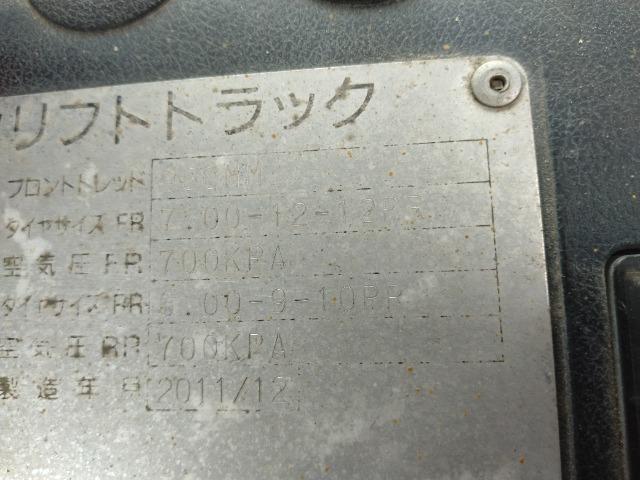 リフトトラック
フロントトレッド MM
タイヤサイズ FR 7.00-12-12PR
空気圧 FR 700KPA
タイヤサイズ RR 6.00-9-10PR
空気圧 RR 700KPA
製造年月 2011/12